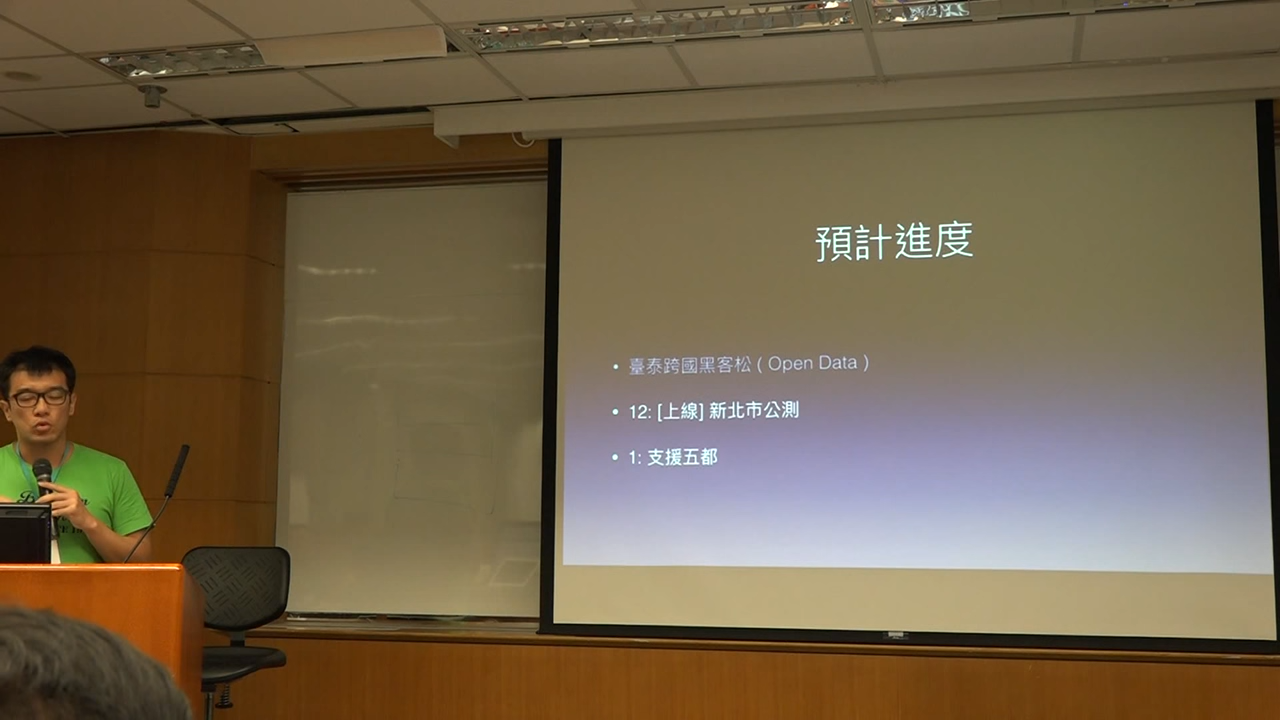 預計進度
• 臺泰跨國黑客松 ( Open Data )
• 12: [上線] 新北市公測
• 1: 支援五都